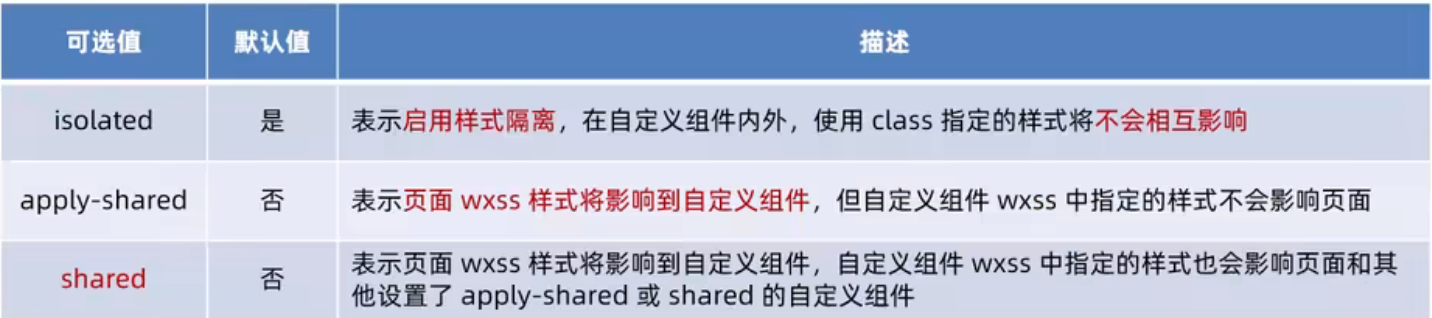 可选值 默认值 描述
isolated 是 表示启用样式隔离，在自定义组件内外，使用 class 指定的样式将不会相互影响
apply-shared 否 表示页面 wxss 样式将影响到自定义组件，但自定义组件 wxss 中指定的样式不会影响页面
shared 否 表示页面 wxss 样式将影响到自定义组件，自定义组件 wxss 中指定的样式也会影响页面和其
他设置了 apply-shared 或 shared 的自定义组件